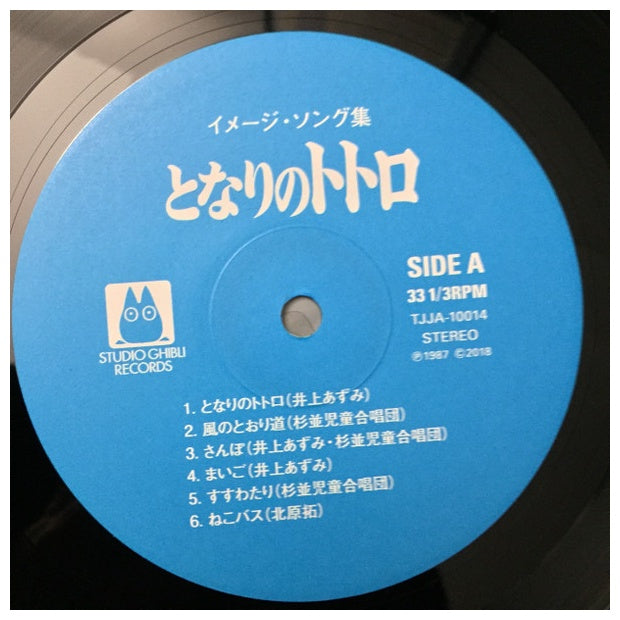 イメージ・ソング集
となりのトトロ
SIDE A
33 1/3RPM
TJJA-10014
STEREO
Ⓟ1987 ©2018
STUDIO GHIBLI
RECORDS
1. となりのトトロ(井上あずみ)
2. 風のとおり道(杉並児童合唱団)
3. さんぽ(井上あずみ・杉並児童合唱団)
4. まいご(井上あずみ)
5. すすわたり(杉並児童合唱団)
6. ねこバス(北原拓)